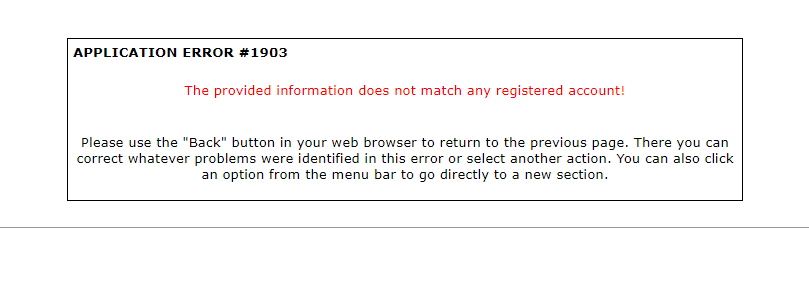 APPLICATION ERROR #1903
The provided information does not match any registered account!
Please use the "Back" button in your web browser to return to the previous page. There you can
correct whatever problems were identified in this error or select another action. You can also click
an option from the menu bar to go directly to a new section.